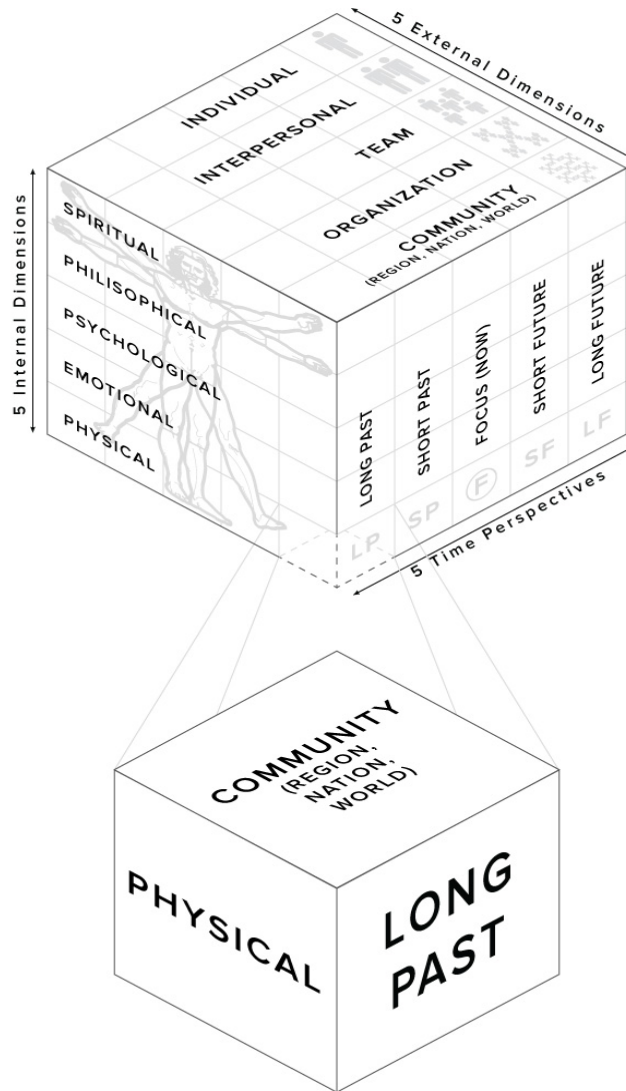 5 External Dimensions
INDIVIDUAL
INTERPERSONAL
TEAM
ORGANIZATION
COMMUNITY
(REGION, NATION, WORLD)
5 Internal Dimensions
SPIRITUAL
PHILISOPHICAL
PSYCHOLOGICAL
EMOTIONAL
PHYSICAL
LONG PAST
SHORT PAST
FOCUS (NOW)
SHORT FUTURE
LONG FUTURE
LP
SP
F
SF
LF
5 Time Perspectives
COMMUNITY
(REGION,
NATION,
WORLD)
PHYSICAL
LONG
PAST